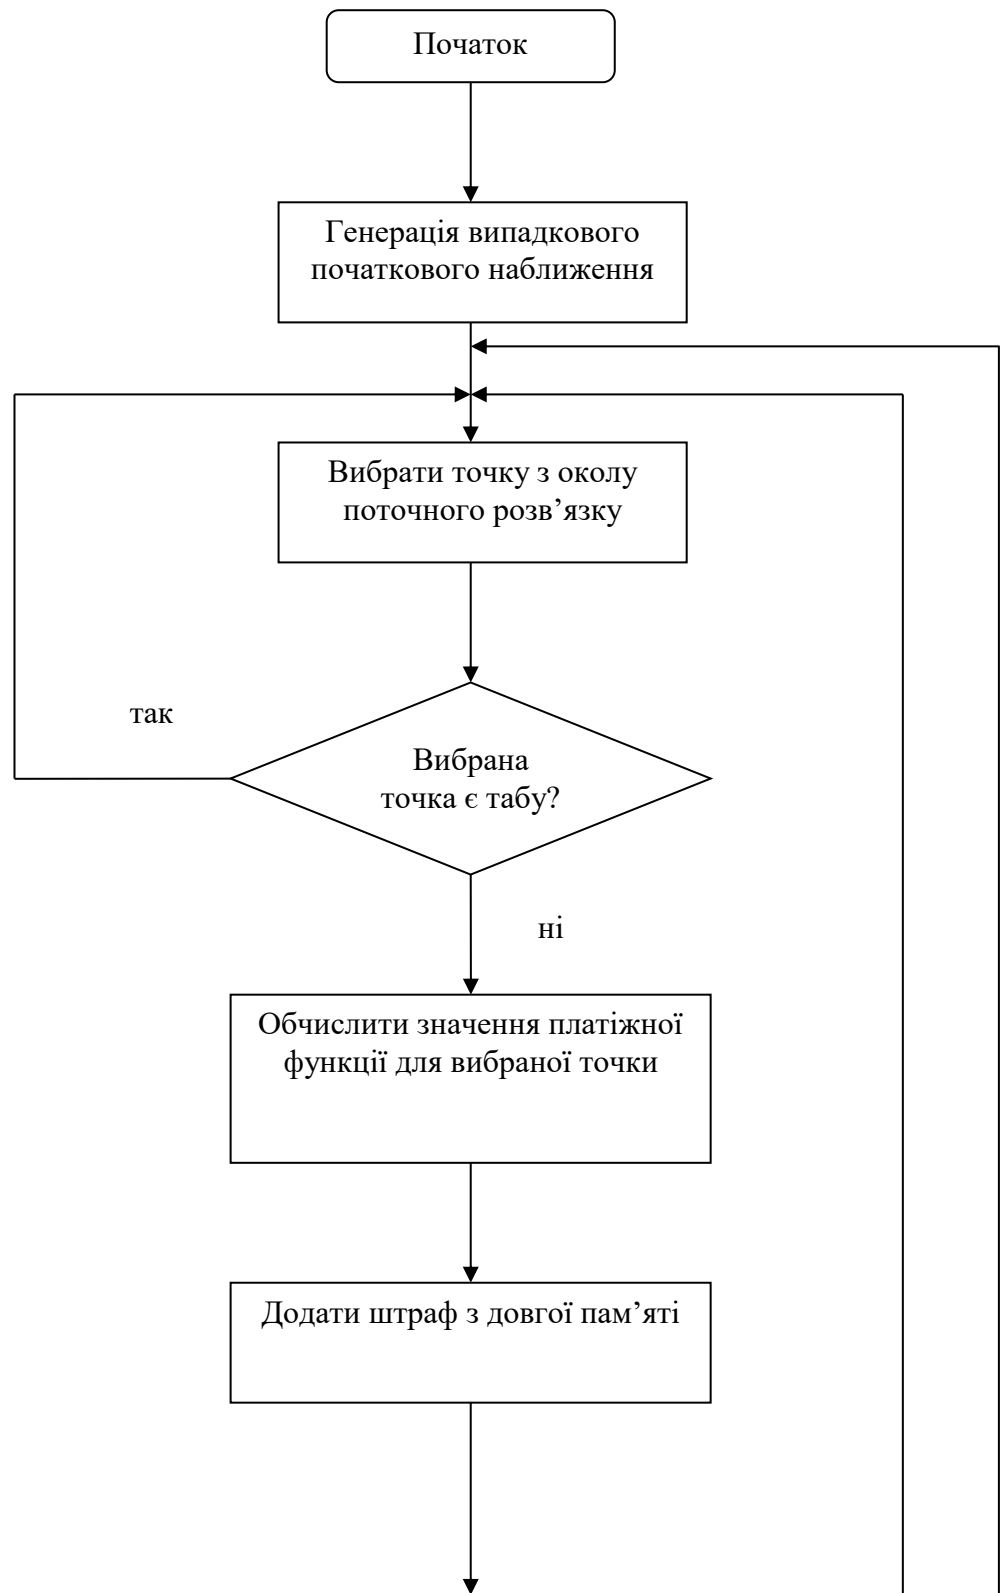 Початок
Генерація випадкового
початкового наближення
Вибрати точку з околу
поточного розв’язку
так
Вибрана
точка є табу?
ні
Обчислити значення платіжної
функції для вибраної точки
Додати штраф з довгої пам’яті